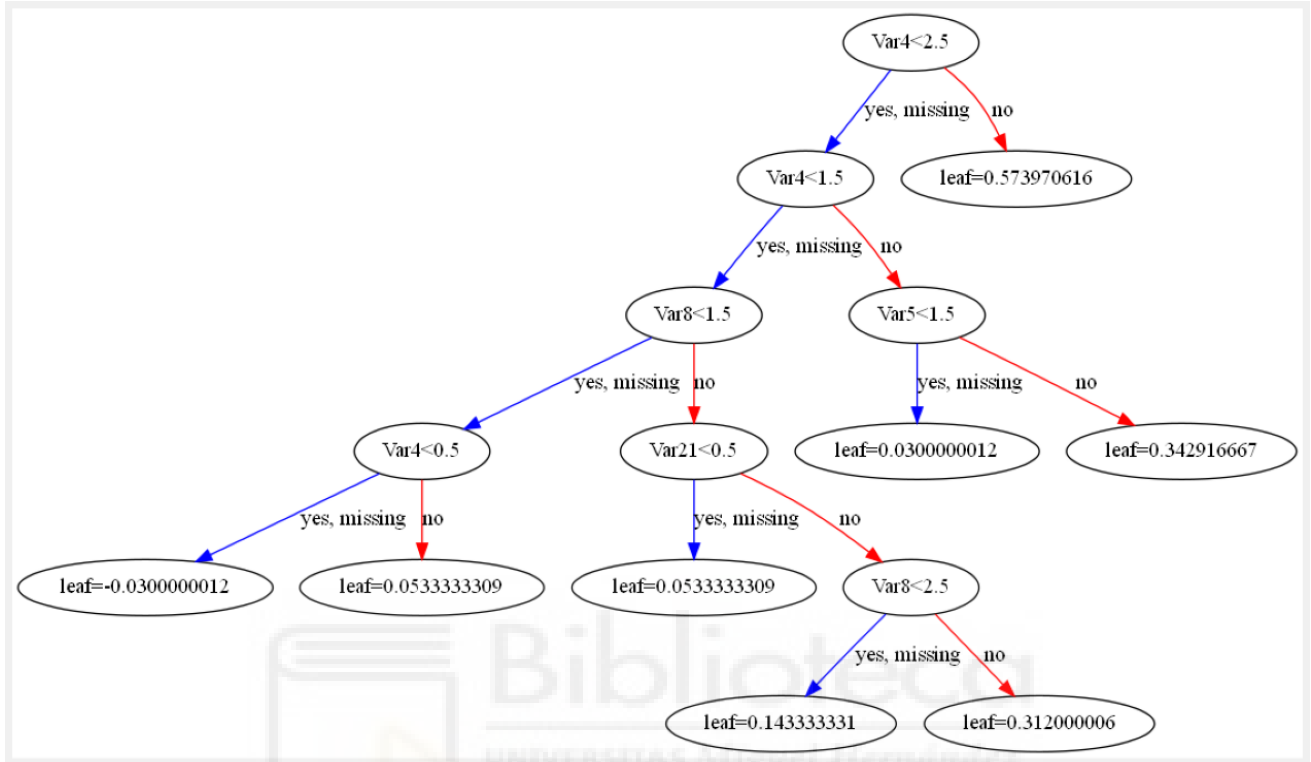 Var4<2.5
yes, missing no
Var4<1.5 leaf=0.573970616
yes, missing no
Var8<1.5 Var5<1.5
yes, missing no yes, missing no
Var4<0.5 Var21<0.5 leaf=0.0300000012 leaf=0.342916667
yes, missing no yes, missing no
leaf=-0.0300000012 leaf=0.0533333309 leaf=0.0533333309 Var8<2.5
Biblioteca
yes, missing no
leaf=0.143333331 leaf=0.312000006
UNIVERSITAS Miguel Hernández